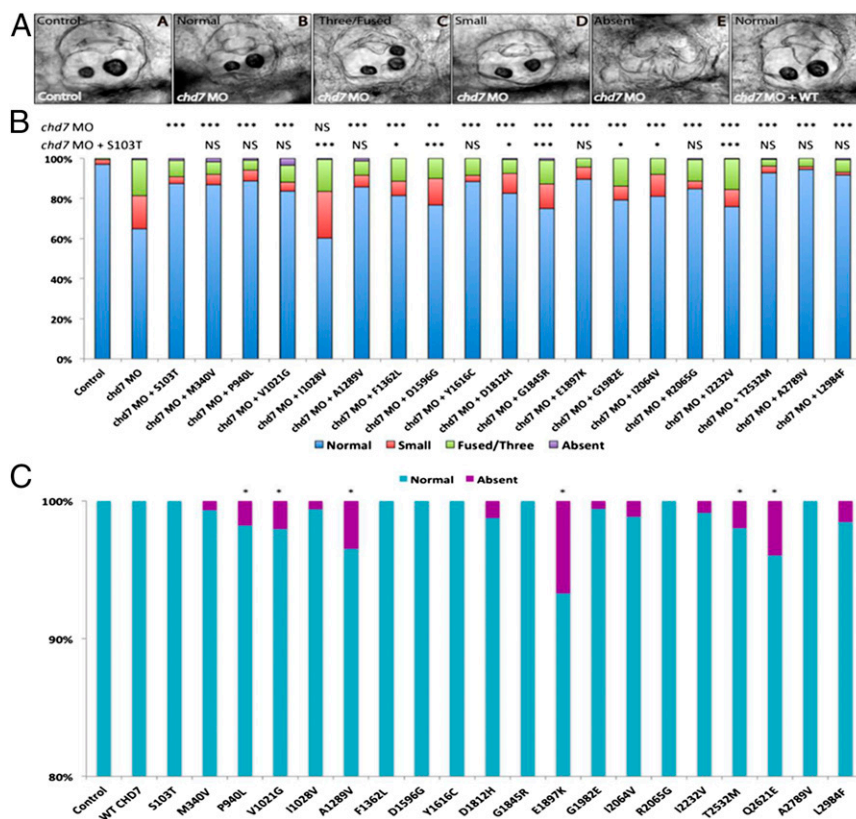 A
Control A
Normal B
Three/Fused C
Small D
Absent E
Normal
Control
chd7 MO
chd7 MO
chd7 MO
chd7 MO
chd7 MO + WT
B
chd7 MO *** *** *** *** NS *** *** ** *** *** *** *** *** *** *** *** *** *** ***
chd7 MO + S103T NS NS NS *** NS * *** NS * *** NS * * NS *** NS NS NS
100%
80%
60%
40%
20%
0%
Control
chd7 MO
chd7 MO + S103T
chd7 MO + M340V
chd7 MO + P940L
chd7 MO + V1021G
chd7 MO + I1028V
chd7 MO + A1289V
chd7 MO + F1362L
chd7 MO + D1596G
chd7 MO + Y1616C
chd7 MO + D1812H
chd7 MO + G1845R
chd7 MO + E1897K
chd7 MO + G1982E
chd7 MO + I2064V
chd7 MO + R2065G
chd7 MO + I2232V
chd7 MO + T2532M
chd7 MO + A2789V
chd7 MO + L2984F
Normal Small Fused/Three Absent
C
Normal Absent
* * * * * *
100%
90%
80%
Control
WT CHD7
S103T
M340V
P940L
V1021G
I1028V
A1289V
F1362L
D1596G
Y1616C
D1812H
G1845R
E1897K
G1982E
I2064V
R2065G
I2232V
T2532M
Q2621E
A2789V
L2984F